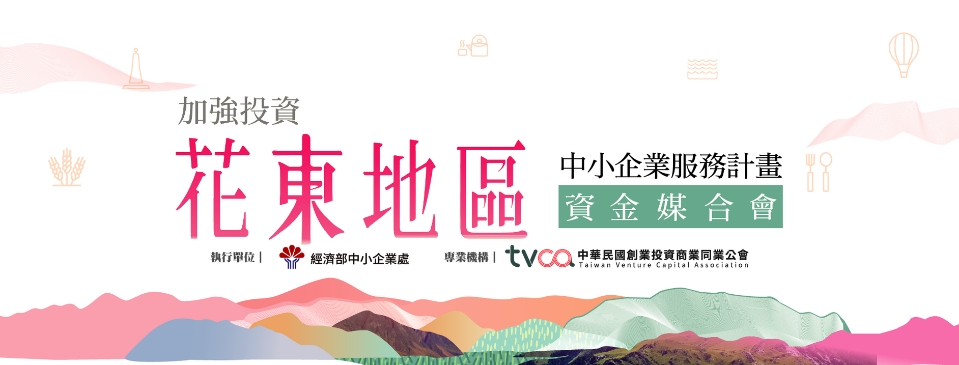 加強投資
花東地區
中小企業服務計畫
資金媒合會
執行單位｜ 經濟部中小企業處 專業機構｜ tvca 中華民國創業投資商業同業公會
Taiwan Venture Capital Association